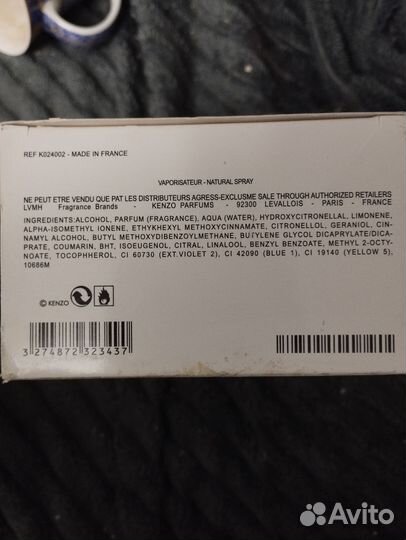 REF K024002 - MADE IN FRANCE
VAPORISATEUR - NATURAL SPRAY
NE PEUT ETRE VENDU QUE PAT LES DISTRIBUTEURS AGRESS-EXCLUSME SALE THROUGH AUTHORIZED RETAILERS
LVMH Fragrance Brands - KENZO PARFUMS - 92300 LEVALLOIS - PARIS - FRANCE
INGREDIENTS:ALCOHOL, PARFUM (FRAGRANCE), AQUA (WATER), HYDROXYCITRONELLAL, LIMONENE,
ALPHA-ISOMETHYL IONENE, ETHYKHEXYL METHOXYCINNAMATE, CITRONELLOL, GERANIOL, CIN-
NAMYL ALCOHOL, BUTYL METHOXYDIBENZOYLMETHANE, BUTYLENE GLYCOL DICAPRYLATE/DICA-
PRATE, COUMARIN, BHT, ISOEUGENOL, CITRAL, LINALOOL, BENZYL BENZOATE, METHYL 2-OCTY-
NOATE, TOCOPHHEROL, CI 60730 (EXT.VIOLET 2), CI 42090 (BLUE 1), CI 19140 (YELLOW 5),
10686M
© KENZO
3 274872 323437
Avito